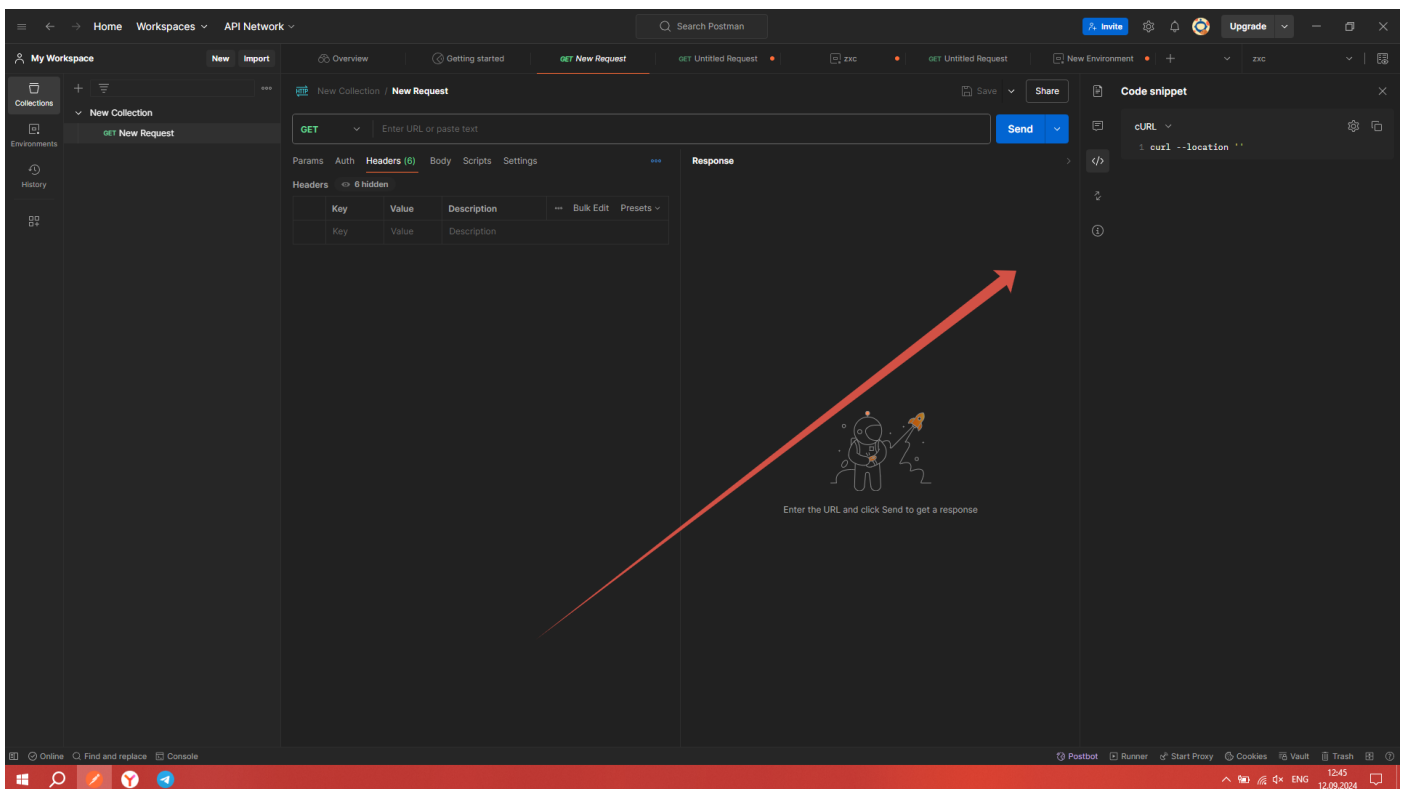 Home Workspaces API Network Search Postman Invite Upgrade
My Workspace New Import Overview Getting started GET New Request GET Untitled Request zxc GET Untitled Request New Environment zxc
Collections
Environments
History
New Collection
GET New Request
HTTP New Collection / New Request Save Share
GET Enter URL or paste text Send
Params Auth Headers (6) Body Scripts Settings
Headers 6 hidden
Key Value Description Bulk Edit Presets
Key Value Description
Response
Enter the URL and click Send to get a response
Code snippet
cURL
1 curl --location ''
Online Find and replace Console Postbot Runner Start Proxy Cookies Vault Trash
ENG 12:45
12.09.2024